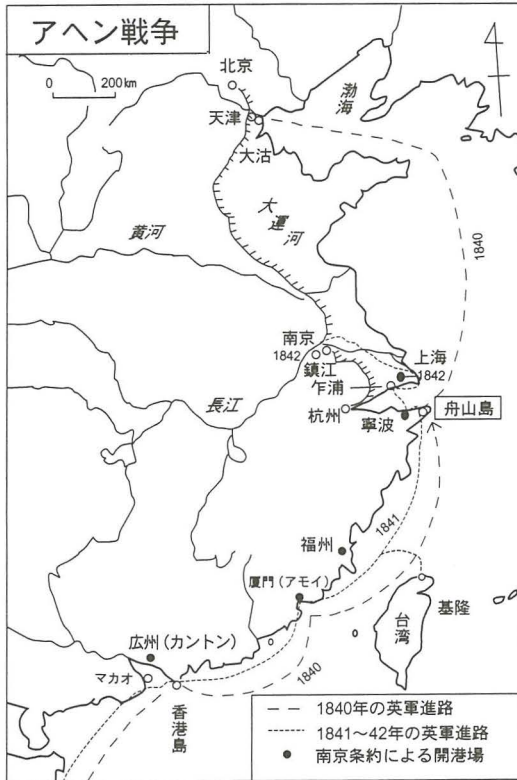 アヘン戦争
0 200km
北京
渤海
天津
大沽
大運河
黄河
1840
南京
1842
鎮江
上海
1842
乍浦
長江
杭州
寧波
舟山島
1841
福州
厦門(アモイ)
基隆
台湾
広州(カントン)
マカオ
香港島
1840
1840年の英軍進路
1841〜42年の英軍進路
南京条約による開港場